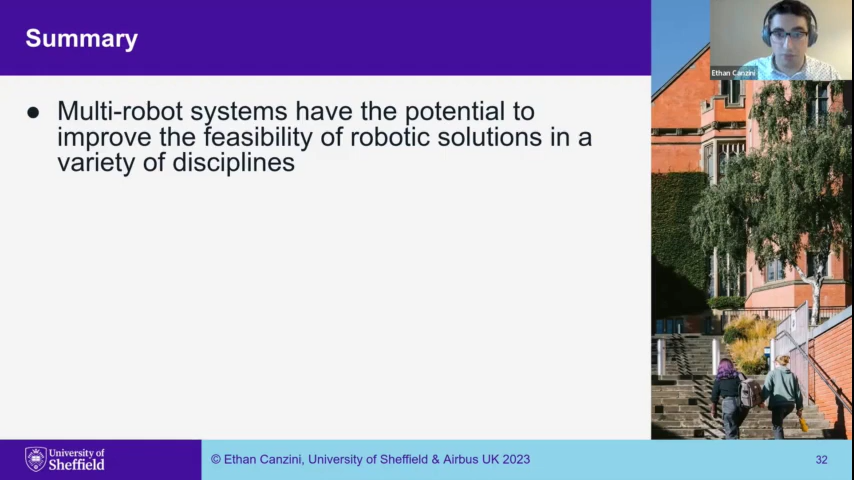 Summary
Ethan Canzini
● Multi-robot systems have the potential to
improve the feasibility of robotic solutions in a
variety of disciplines
University of
Sheffield
© Ethan Canzini, University of Sheffield & Airbus UK 2023
32